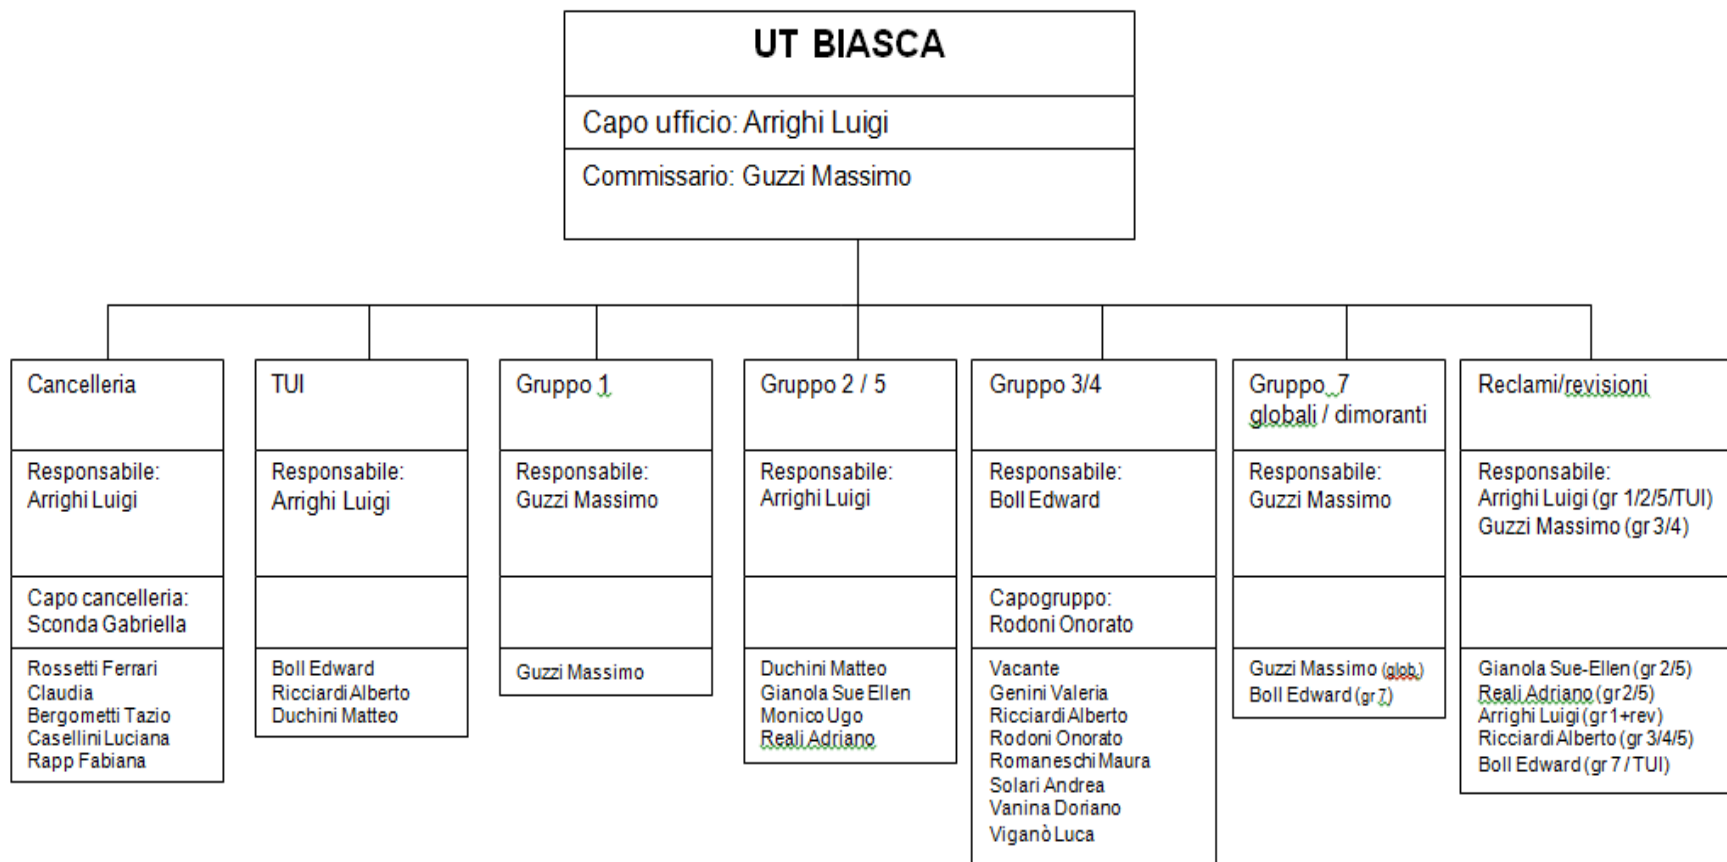 UT BIASCA
Capo ufficio: Arrighi Luigi
Commissario: Guzzi Massimo
Cancelleria
Responsabile:
Arrighi Luigi
Capo cancelleria:
Sconda Gabriella
Rossetti Ferrari
Claudia
Bergometti Tazio
Casellini Luciana
Rapp Fabiana
TUI
Responsabile:
Arrighi Luigi
Boll Edward
Ricciardi Alberto
Duchini Matteo
Gruppo 1
Responsabile:
Guzzi Massimo
Guzzi Massimo
Gruppo 2 / 5
Responsabile:
Arrighi Luigi
Duchini Matteo
Gianola Sue Ellen
Monico Ugo
Reali Adriano
Gruppo 3/4
Responsabile:
Boll Edward
Capogruppo:
Rodoni Onorato
Vacante
Genini Valeria
Ricciardi Alberto
Rodoni Onorato
Romaneschi Maura
Solari Andrea
Vanina Doriano
Viganò Luca
Gruppo 7
globali / dimoranti
Responsabile:
Guzzi Massimo
Guzzi Massimo (glob.)
Boll Edward (gr 7)
Reclami/revisioni
Responsabile:
Arrighi Luigi (gr 1/2/5/TUI)
Guzzi Massimo (gr 3/4)
Gianola Sue-Ellen (gr 2/5)
Reali Adriano (gr 2/5)
Arrighi Luigi (gr 1+rev)
Ricciardi Alberto (gr 3/4/5)
Boll Edward (gr 7 / TUI)